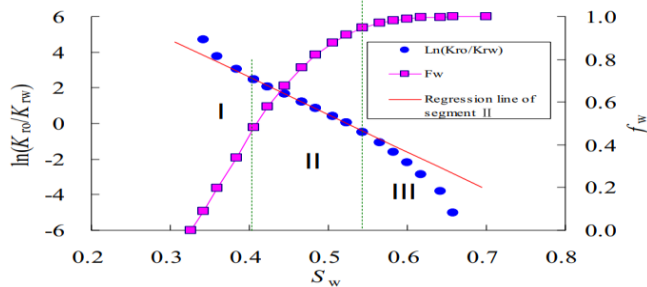 6
4
2
0
-2
-4
-6
ln(Kro/Krw)
1.0
0.8
0.6
0.4
0.2
0.0
fw
Ln(Kro/Krw)
Fw
Regression line of
segment Ⅱ
I
II
III
0.2 0.3 0.4 0.5 0.6 0.7 0.8
Sw